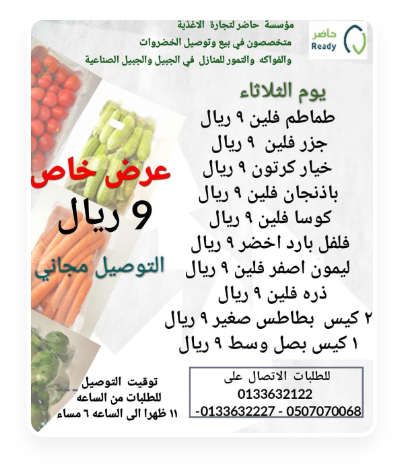 مؤسسة حاضر لتجارة الاغذية
متخصصون في بيع وتوصيل الخضروات
والفواكه والتمور للمنازل في الجبيل والجبيل الصناعية
حاضر
Ready
يوم الثلاثاء
طماطم فلين ٩ ريال
جزر فلين ٩ ريال
خيار كرتون ٩ ريال
باذنجان فلين ٩ ريال
كوسا فلين ٩ ريال
فلفل بارد اخضر ٩ ريال
ليمون اصفر فلين ٩ ريال
ذره فلين ٩ ريال
٢ كيس بطاطس صغير ٩ ريال
١ كيس بصل وسط ٩ ريال
عرض خاص
9 ريال
التوصيل مجاني
توقيت التوصيل
للطلبات من الساعه
١١ ظهرا الى الساعه ٦ مساء
للطلبات الاتصال على
0133632122
0507070068 - 0133632227-